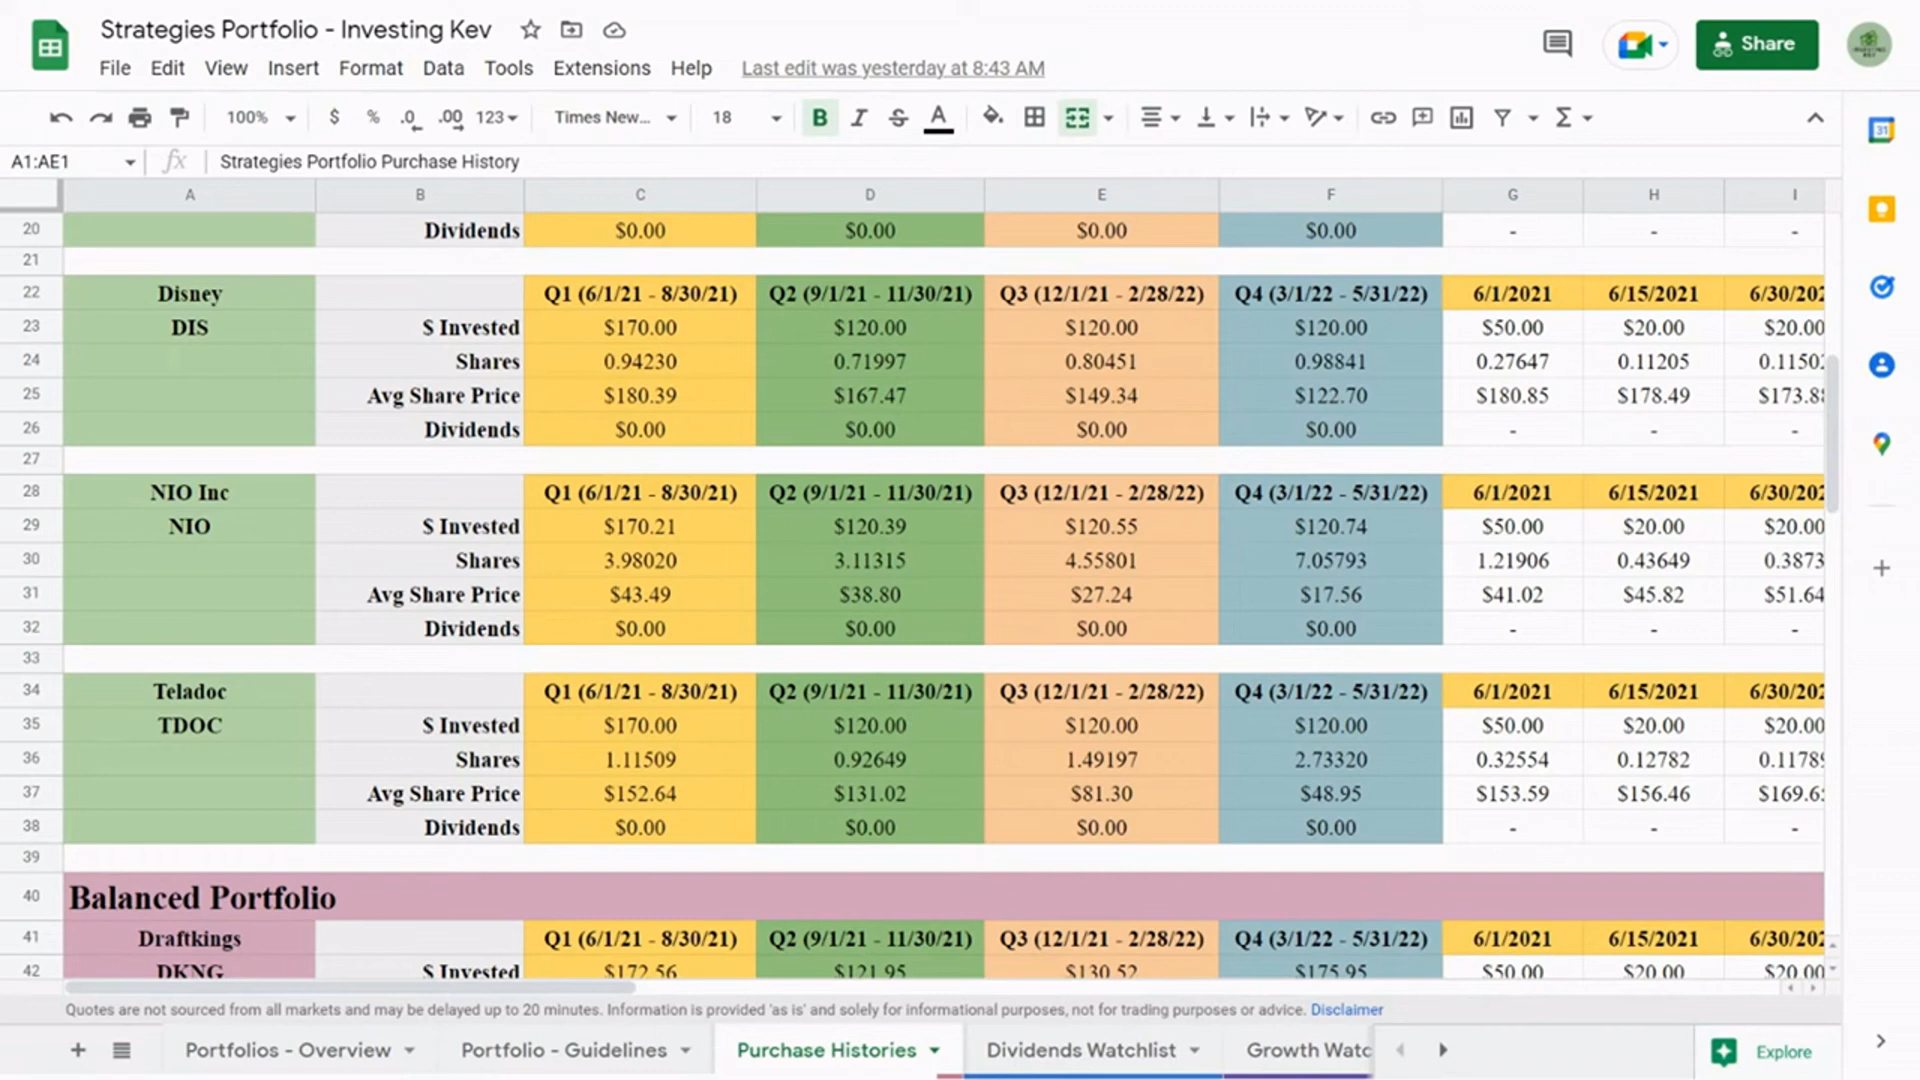 Strategies Portfolio - Investing Kev
File Edit View Insert Format Data Tools Extensions Help Last edit was yesterday at 8:43 AM
Share
100% $ % .0 .00 123 Times New... 18 B I S A
A1:AE1 fx Strategies Portfolio Purchase History
A B C D E F G H I
20 Dividends $0.00 $0.00 $0.00 $0.00 - - -
21
22 Disney Q1 (6/1/21 - 8/30/21) Q2 (9/1/21 - 11/30/21) Q3 (12/1/21 - 2/28/22) Q4 (3/1/22 - 5/31/22) 6/1/2021 6/15/2021 6/30/202
23 DIS $ Invested $170.00 $120.00 $120.00 $120.00 $50.00 $20.00 $20.00
24 Shares 0.94230 0.71997 0.80451 0.98841 0.27647 0.11205 0.1150
25 Avg Share Price $180.39 $167.47 $149.34 $122.70 $180.85 $178.49 $173.8
26 Dividends $0.00 $0.00 $0.00 $0.00 - - -
27
28 NIO Inc Q1 (6/1/21 - 8/30/21) Q2 (9/1/21 - 11/30/21) Q3 (12/1/21 - 2/28/22) Q4 (3/1/22 - 5/31/22) 6/1/2021 6/15/2021 6/30/202
29 NIO $ Invested $170.21 $120.39 $120.55 $120.74 $50.00 $20.00 $20.00
30 Shares 3.98020 3.11315 4.55801 7.05793 1.21906 0.43649 0.3873
31 Avg Share Price $43.49 $38.80 $27.24 $17.56 $41.02 $45.82 $51.64
32 Dividends $0.00 $0.00 $0.00 $0.00 - - -
33
34 Teladoc Q1 (6/1/21 - 8/30/21) Q2 (9/1/21 - 11/30/21) Q3 (12/1/21 - 2/28/22) Q4 (3/1/22 - 5/31/22) 6/1/2021 6/15/2021 6/30/202
35 TDOC $ Invested $170.00 $120.00 $120.00 $120.00 $50.00 $20.00 $20.00
36 Shares 1.11509 0.92649 1.49197 2.73320 0.32554 0.12782 0.1178
37 Avg Share Price $152.64 $131.02 $81.30 $48.95 $153.59 $156.46 $169.6
38 Dividends $0.00 $0.00 $0.00 $0.00 - - -
39
40 Balanced Portfolio
41 Draftkings Q1 (6/1/21 - 8/30/21) Q2 (9/1/21 - 11/30/21) Q3 (12/1/21 - 2/28/22) Q4 (3/1/22 - 5/31/22) 6/1/2021 6/15/2021 6/30/202
42 DKNG $ Invested $172.56 $121.95 $130.52 $175.95 $50.00 $20.00 $20.00
Quotes are not sourced from all markets and may be delayed up to 20 minutes. Information is provided 'as is' and solely for informational purposes, not for trading purposes or advice. Disclaimer
Portfolios - Overview Portfolio - Guidelines Purchase Histories Dividends Watchlist Growth Watc Explore